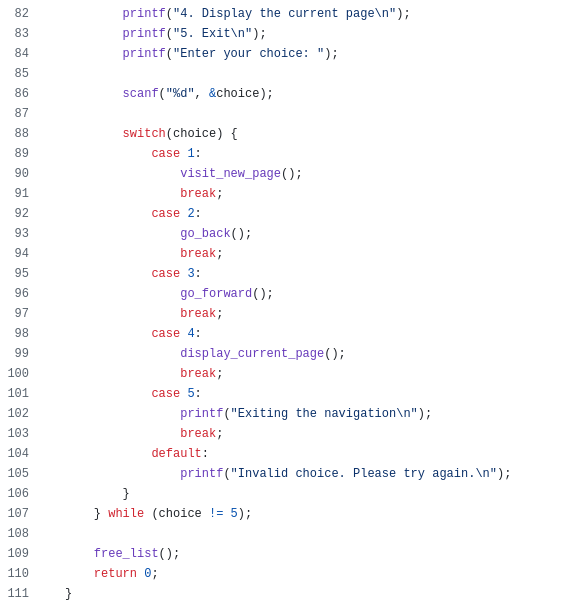 82            printf("4. Display the current page\n");
83            printf("5. Exit\n");
84            printf("Enter your choice: ");
85
86            scanf("%d", &choice);
87
88            switch(choice) {
89                case 1:
90                    visit_new_page();
91                    break;
92                case 2:
93                    go_back();
94                    break;
95                case 3:
96                    go_forward();
97                    break;
98                case 4:
99                    display_current_page();
100                    break;
101                case 5:
102                    printf("Exiting the navigation\n");
103                    break;
104                default:
105                    printf("Invalid choice. Please try again.\n");
106            }
107        } while (choice != 5);
108
109        free_list();
110        return 0;
111    }